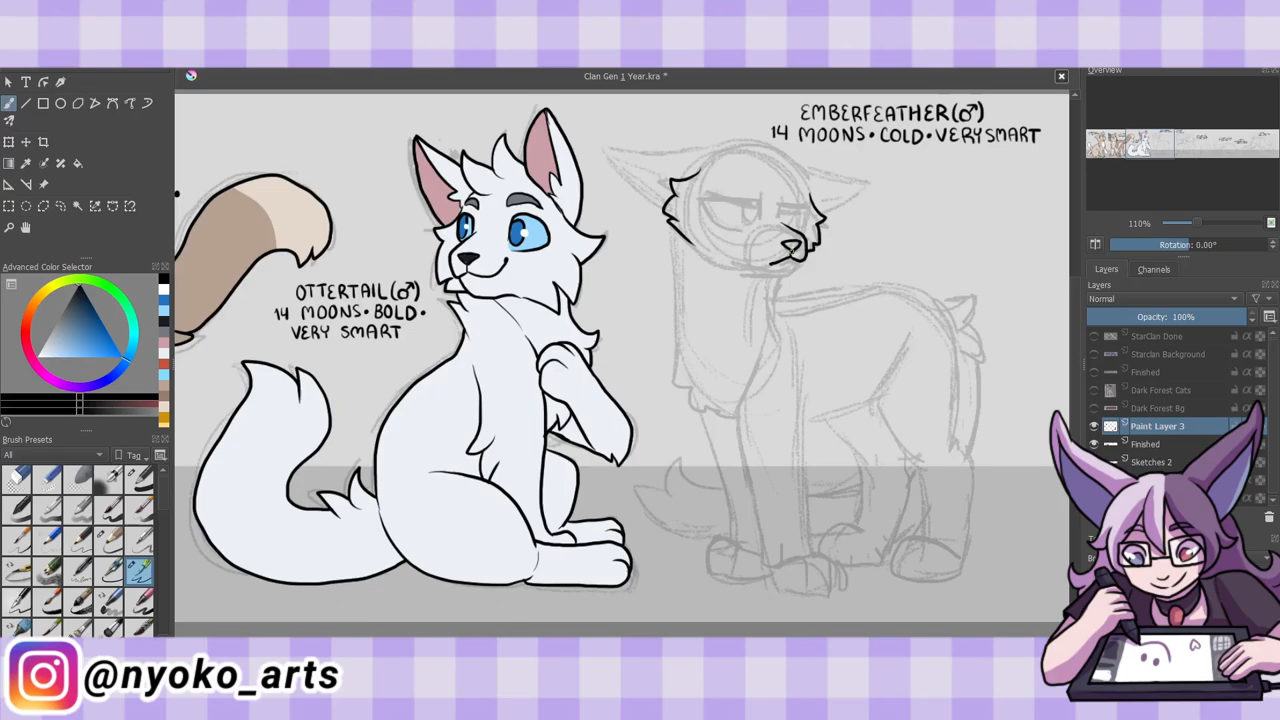 Clan Gen 1 Year.kra *
Overview
EMBERFEATHER(♂)
14 MOONS•COLD•VERY SMART
OTTERTAIL(♂)
14 MOONS•BOLD•
VERY SMART
T
110%
Rotation: 0.00°
Advanced Color Selector
Layers
Channels
Layers
Normal
Opacity: 100%
StarClan Done
Starclan Background
Finished
Dark Forest Cats
Dark Forest Bg
Paint Layer 3
Finished
Sketches 2
Brush Presets
All
Tag
@nyoko_arts